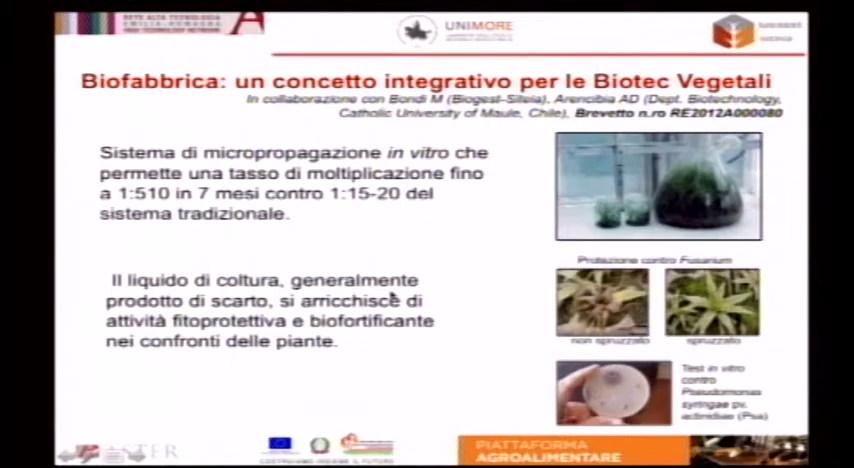 RETE ALTA TECNOLOGIA
EMILIA-ROMAGNA
HIGH TECHNOLOGY NETWORK
UNIMORE
Biofabbrica: un concetto integrativo per le Biotec Vegetali
In collaborazione con Bondi M (Biogest-Siteia), Arencibia AD (Dept. Biotechnology,
Catholic University of Maule, Chile), Brevetto n.ro RE2012A000080
Sistema di micropropagazione in vitro che
permette una tasso di moltiplicazione fino
a 1:510 in 7 mesi contro 1:15-20 del
sistema tradizionale.
Il liquido di coltura, generalmente
prodotto di scarto, si arricchisce di
attività fitoprotettiva e biofortificante
nei confronti delle piante.
Protezione contro Fusarium
non spruzzato
spruzzato
Test in vitro
contro
Pseudomonas
syringae pv.
actinidiae (Psa)
ASTER
COSTRUIAMO INSIEME IL FUTURO
PIATTAFORMA
AGROALIMENTARE